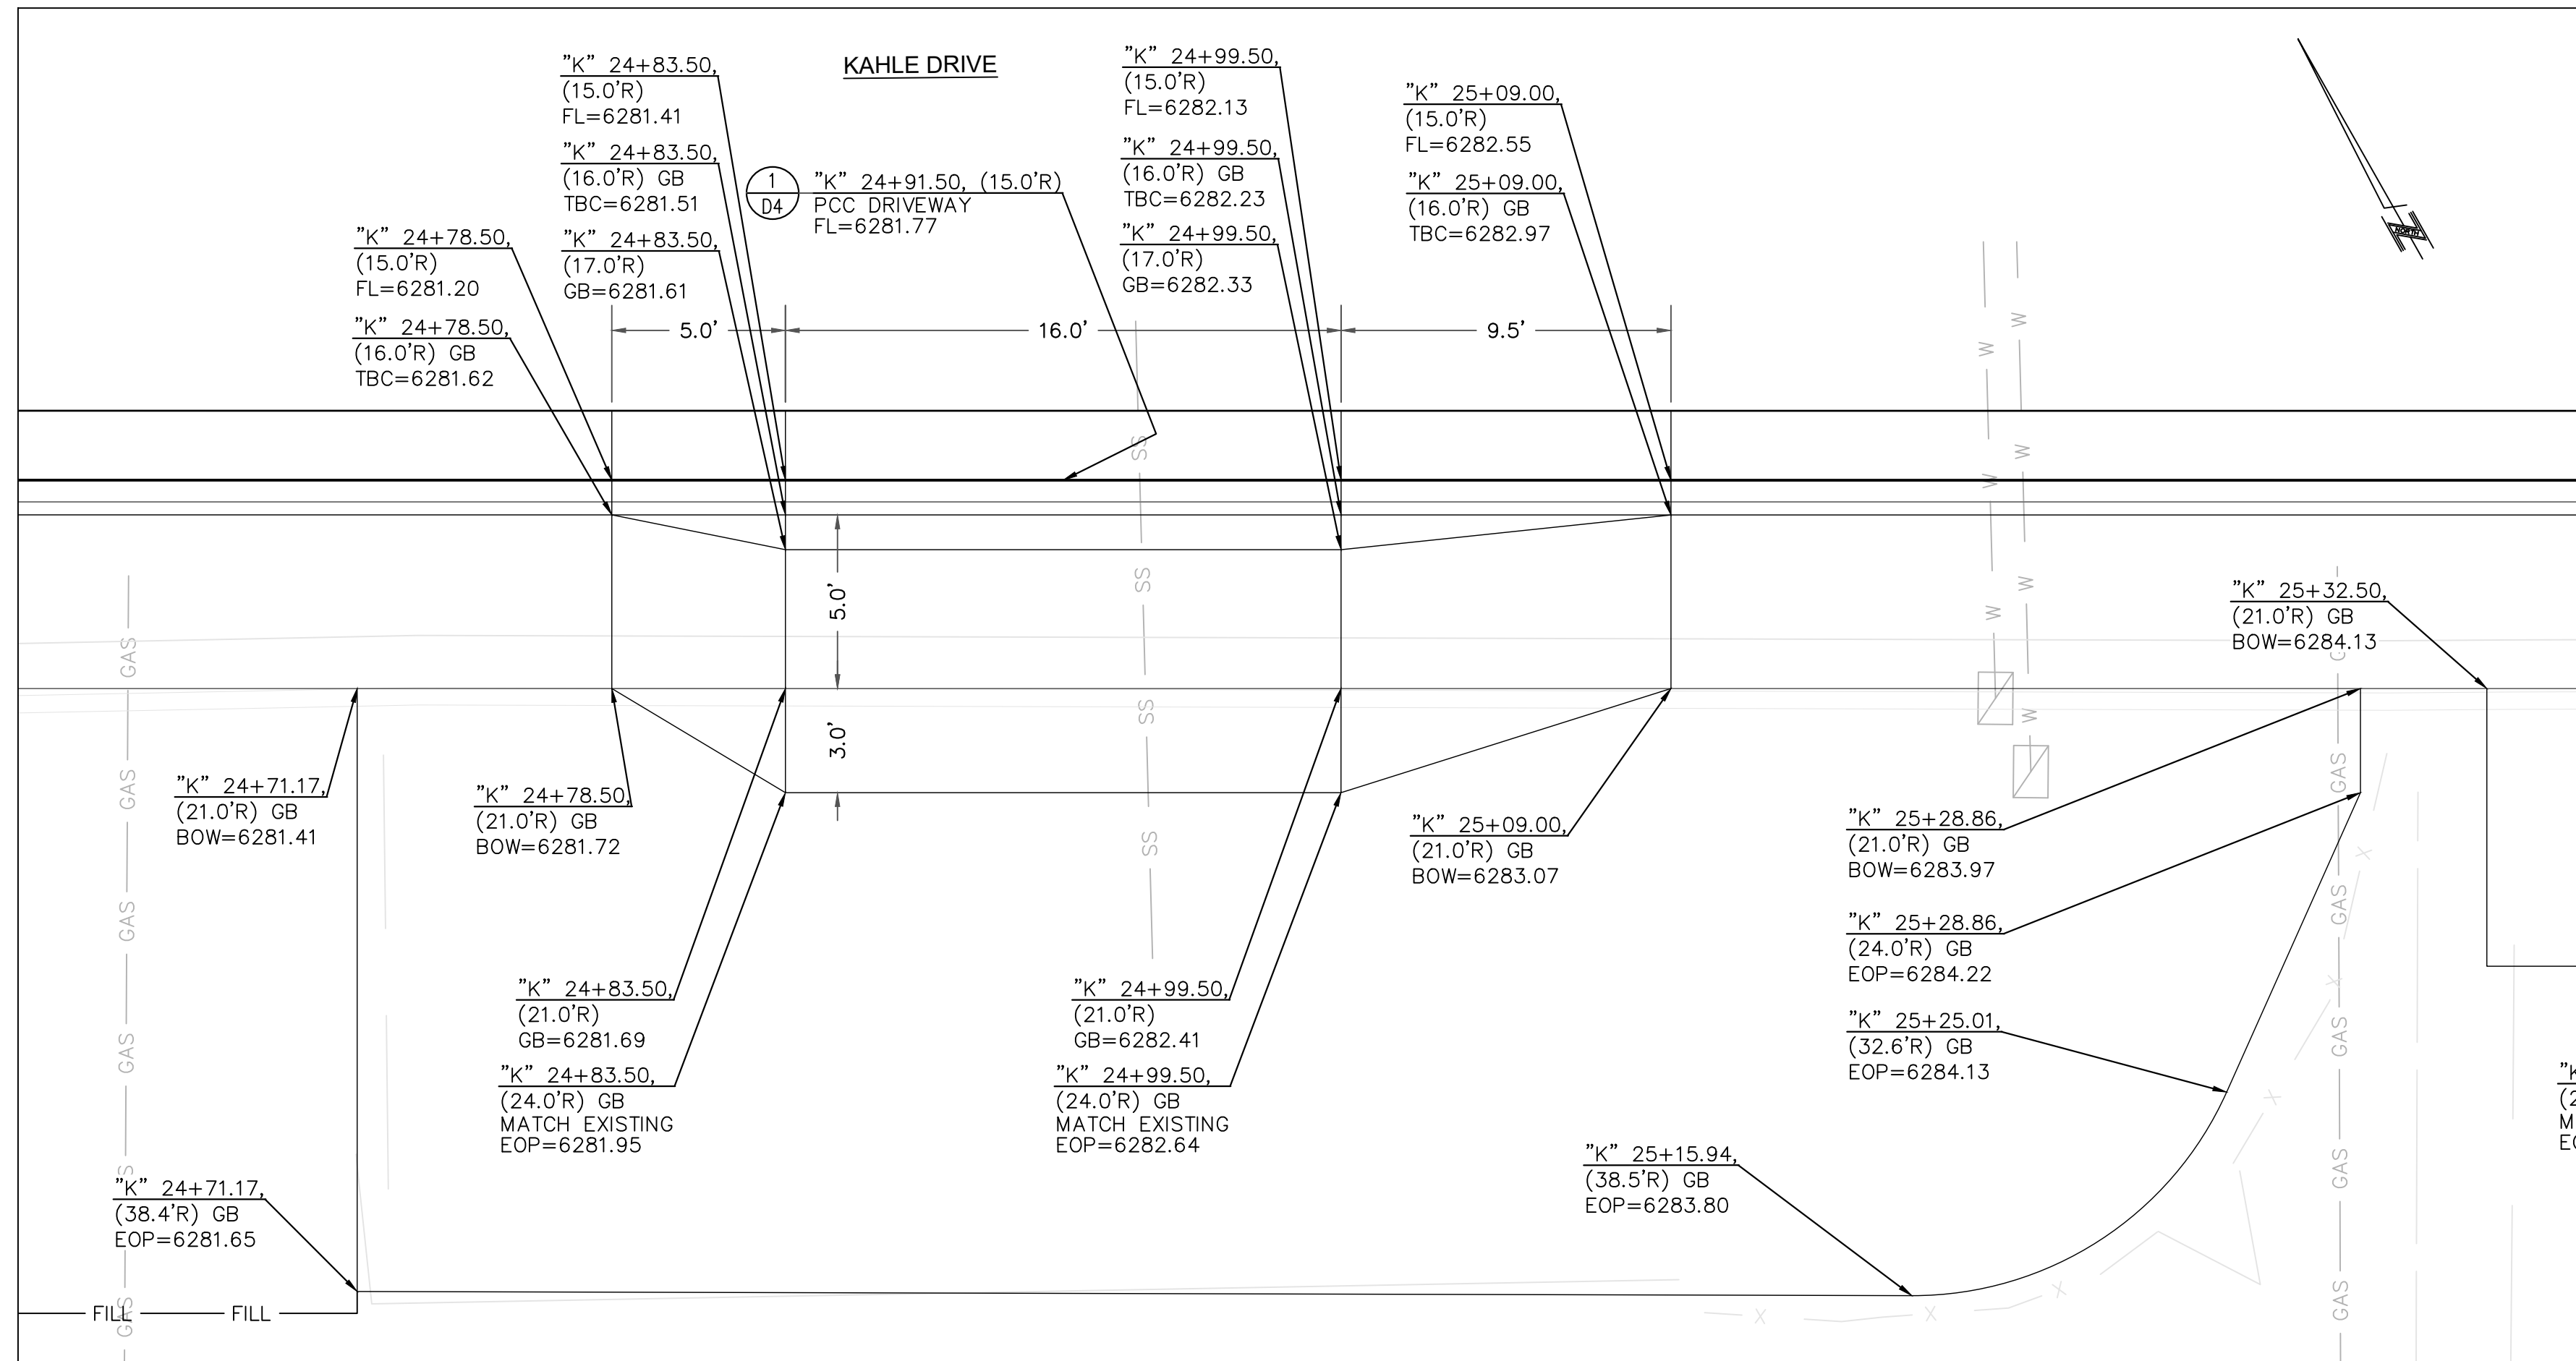 KAHLE DRIVE
"K" 24+83.50,
(15.0'R)
FL=6281.41
"K" 24+83.50,
(16.0'R) GB
TBC=6281.51
"K" 24+83.50,
(17.0'R)
GB=6281.61
"K" 24+78.50,
(15.0'R)
FL=6281.20
"K" 24+78.50,
(16.0'R) GB
TBC=6281.62
1
D4
"K" 24+91.50, (15.0'R)
PCC DRIVEWAY
FL=6281.77
"K" 24+99.50,
(15.0'R)
FL=6282.13
"K" 24+99.50,
(16.0'R) GB
TBC=6282.23
"K" 24+99.50,
(17.0'R)
GB=6282.33
"K" 25+09.00,
(15.0'R)
FL=6282.55
"K" 25+09.00,
(16.0'R) GB
TBC=6282.97
NORTH
5.0'
16.0'
9.5'
5.0'
3.0'
SS
SS
SS
SS
W
W
W
W
W
W
W
GAS
GAS
GAS
GAS
GAS
GAS
"K" 25+32.50,
(21.0'R) GB
BOW=6284.13
G
GAS
GAS
GAS
GAS
GAS
"K" 24+71.17,
(21.0'R) GB
BOW=6281.41
"K" 24+78.50,
(21.0'R) GB
BOW=6281.72
"K" 25+09.00,
(21.0'R) GB
BOW=6283.07
"K" 25+28.86,
(21.0'R) GB
BOW=6283.97
"K" 25+28.86,
(24.0'R) GB
EOP=6284.22
"K" 25+25.01,
(32.6'R) GB
EOP=6284.13
"K" 24+83.50,
(21.0'R)
GB=6281.69
"K" 24+83.50,
(24.0'R) GB
MATCH EXISTING
EOP=6281.95
"K" 24+99.50,
(21.0'R)
GB=6282.41
"K" 24+99.50,
(24.0'R) GB
MATCH EXISTING
EOP=6282.64
"K" 25+15.94,
(38.5'R) GB
EOP=6283.80
"K" 24+71.17,
(38.4'R) GB
EOP=6281.65
FILL
FILL
X
X
X
X
X
X
"K
(2
M